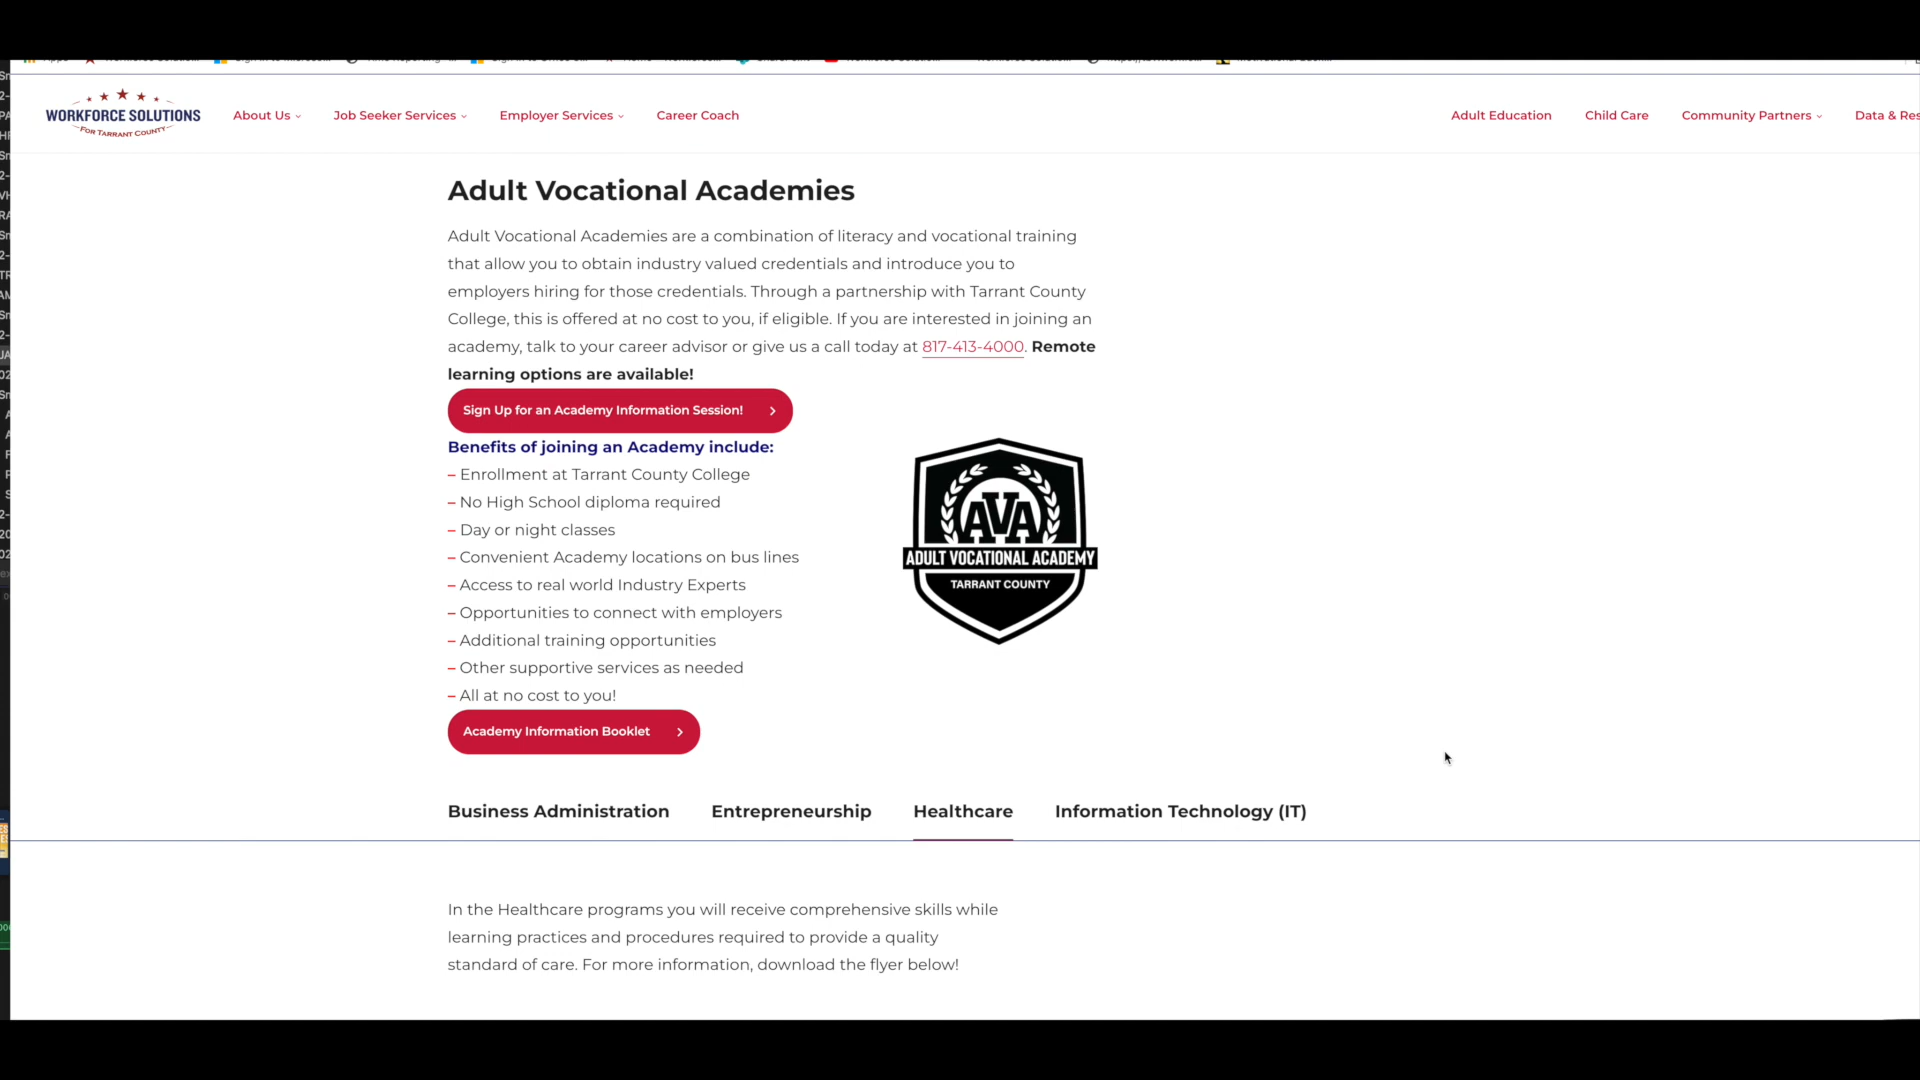 WORKFORCE SOLUTIONS
FOR TARRANT COUNTY
About Us
Job Seeker Services
Employer Services
Career Coach
Adult Education
Child Care
Community Partners
Data & Res
Adult Vocational Academies
Adult Vocational Academies are a combination of literacy and vocational training
that allow you to obtain industry valued credentials and introduce you to
employers hiring for those credentials. Through a partnership with Tarrant County
College, this is offered at no cost to you, if eligible. If you are interested in joining an
academy, talk to your career advisor or give us a call today at 817-413-4000. Remote
learning options are available!
Sign Up for an Academy Information Session!
Benefits of joining an Academy include:
– Enrollment at Tarrant County College
– No High School diploma required
– Day or night classes
– Convenient Academy locations on bus lines
– Access to real world Industry Experts
– Opportunities to connect with employers
– Additional training opportunities
– Other supportive services as needed
– All at no cost to you!
AVA
ADULT VOCATIONAL ACADEMY
TARRANT COUNTY
Academy Information Booklet
Business Administration
Entrepreneurship
Healthcare
Information Technology (IT)
In the Healthcare programs you will receive comprehensive skills while
learning practices and procedures required to provide a quality
standard of care. For more information, download the flyer below!